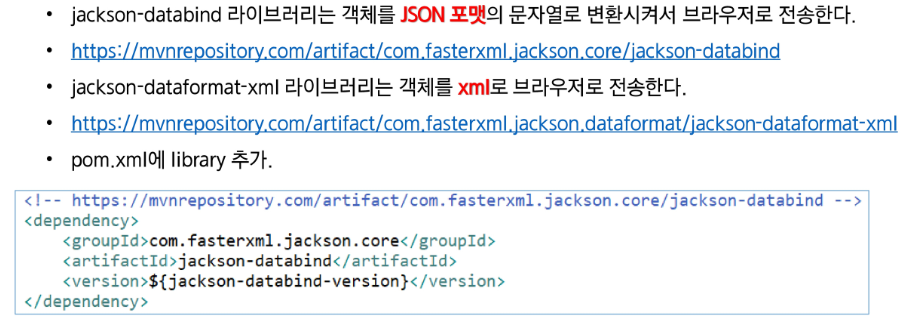 • jackson-databind 라이브러리는 객체를 JSON 포맷의 문자열로 변환시켜서 브라우저로 전송한다.
• https://mvnrepository.com/artifact/com.fasterxml.jackson.core/jackson-databind
• jackson-dataformat-xml 라이브러리는 객체를 xml로 브라우저로 전송한다.
• https://mvnrepository.com/artifact/com.fasterxml.jackson.dataformat/jackson-dataformat-xml
• pom.xml에 library 추가.
<!-- https://mvnrepository.com/artifact/com.fasterxml.jackson.core/jackson-databind -->
<dependency>
    <groupId>com.fasterxml.jackson.core</groupId>
    <artifactId>jackson-databind</artifactId>
    <version>${jackson-databind-version}</version>
</dependency>